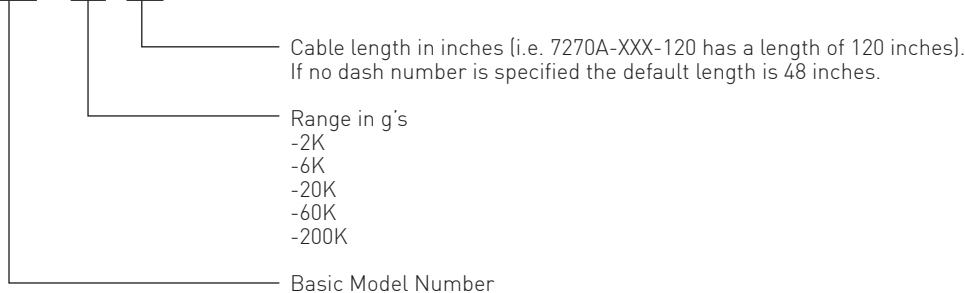 Cable length in inches (i.e. 7270A-XXX-120 has a length of 120 inches).
If no dash number is specified the default length is 48 inches.
Range in g's
-2K
-6K
-20K
-60K
-200K
Basic Model Number